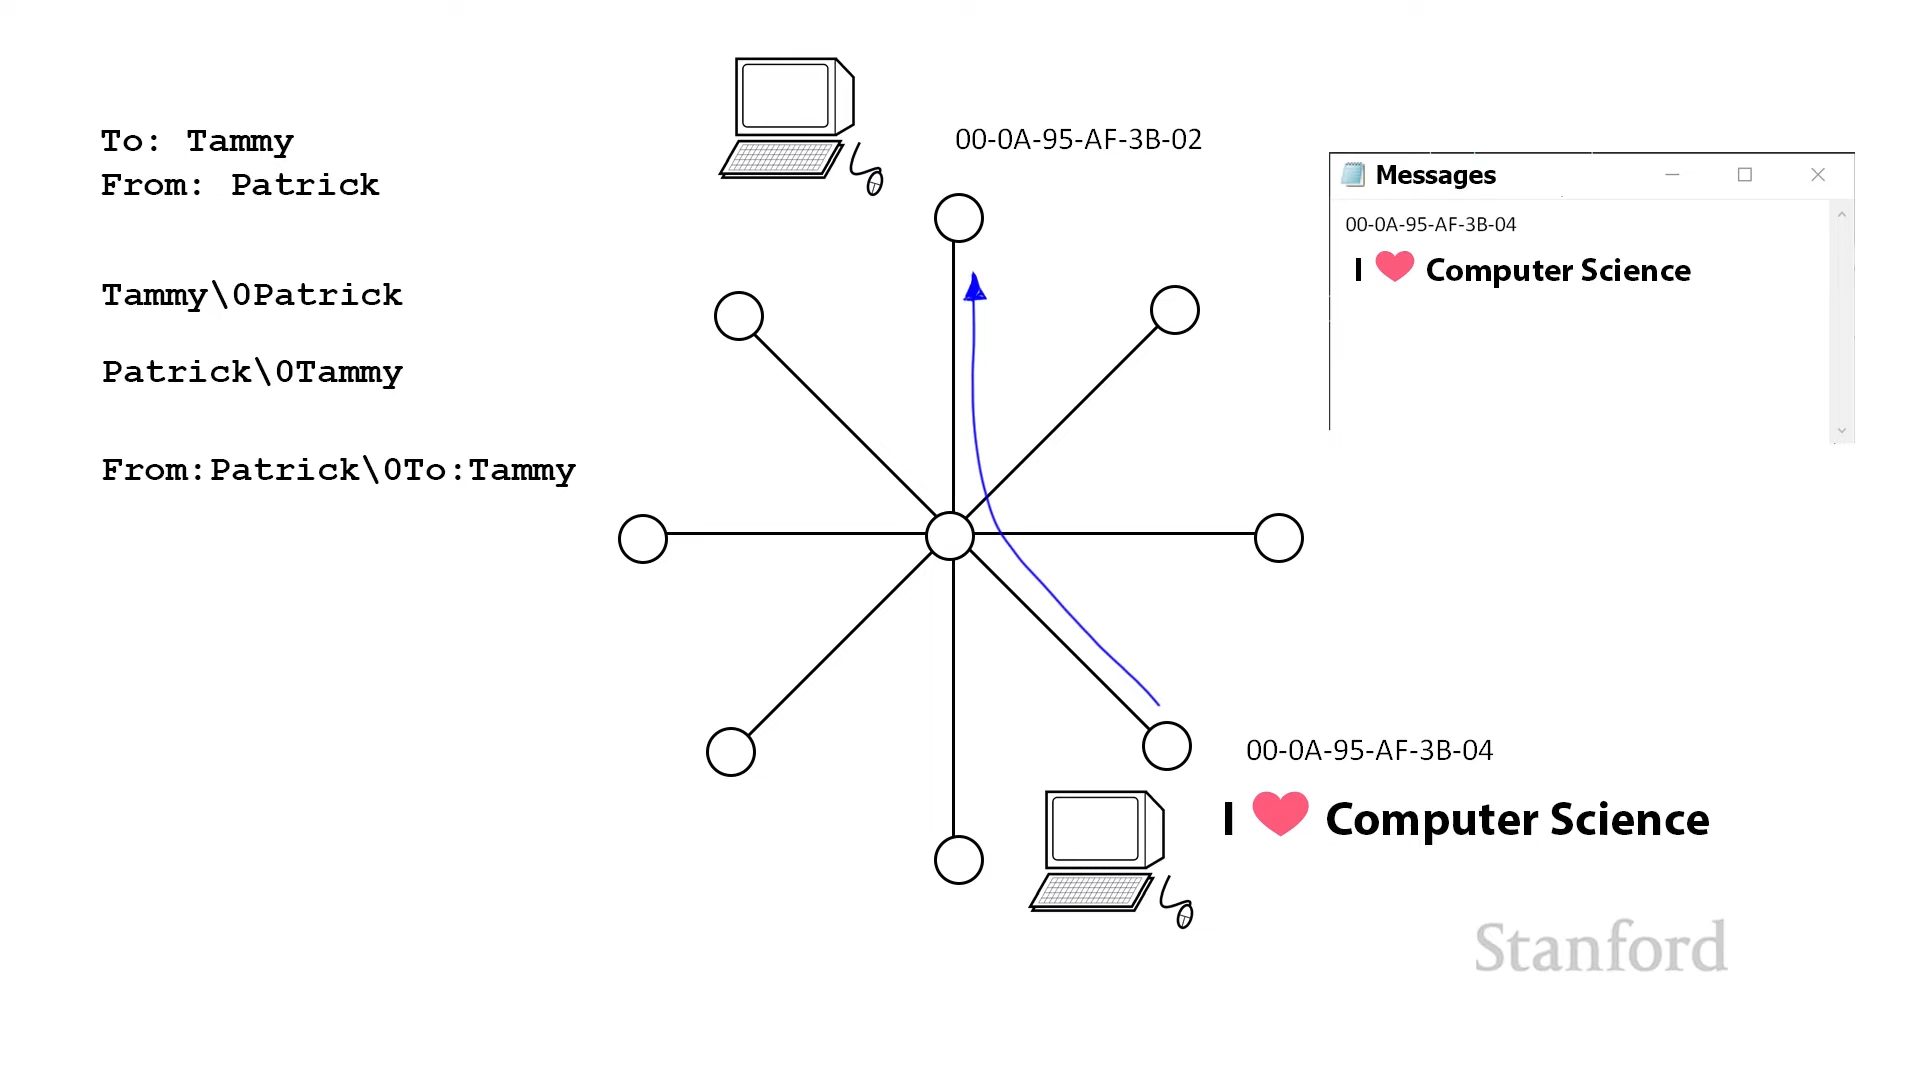 To: Tammy
From: Patrick
Tammy\0Patrick
Patrick\0Tammy
From:Patrick\0To:Tammy
00-0A-95-AF-3B-02
Messages
00-0A-95-AF-3B-04
I ❤ Computer Science
00-0A-95-AF-3B-04
I ❤ Computer Science
Stanford